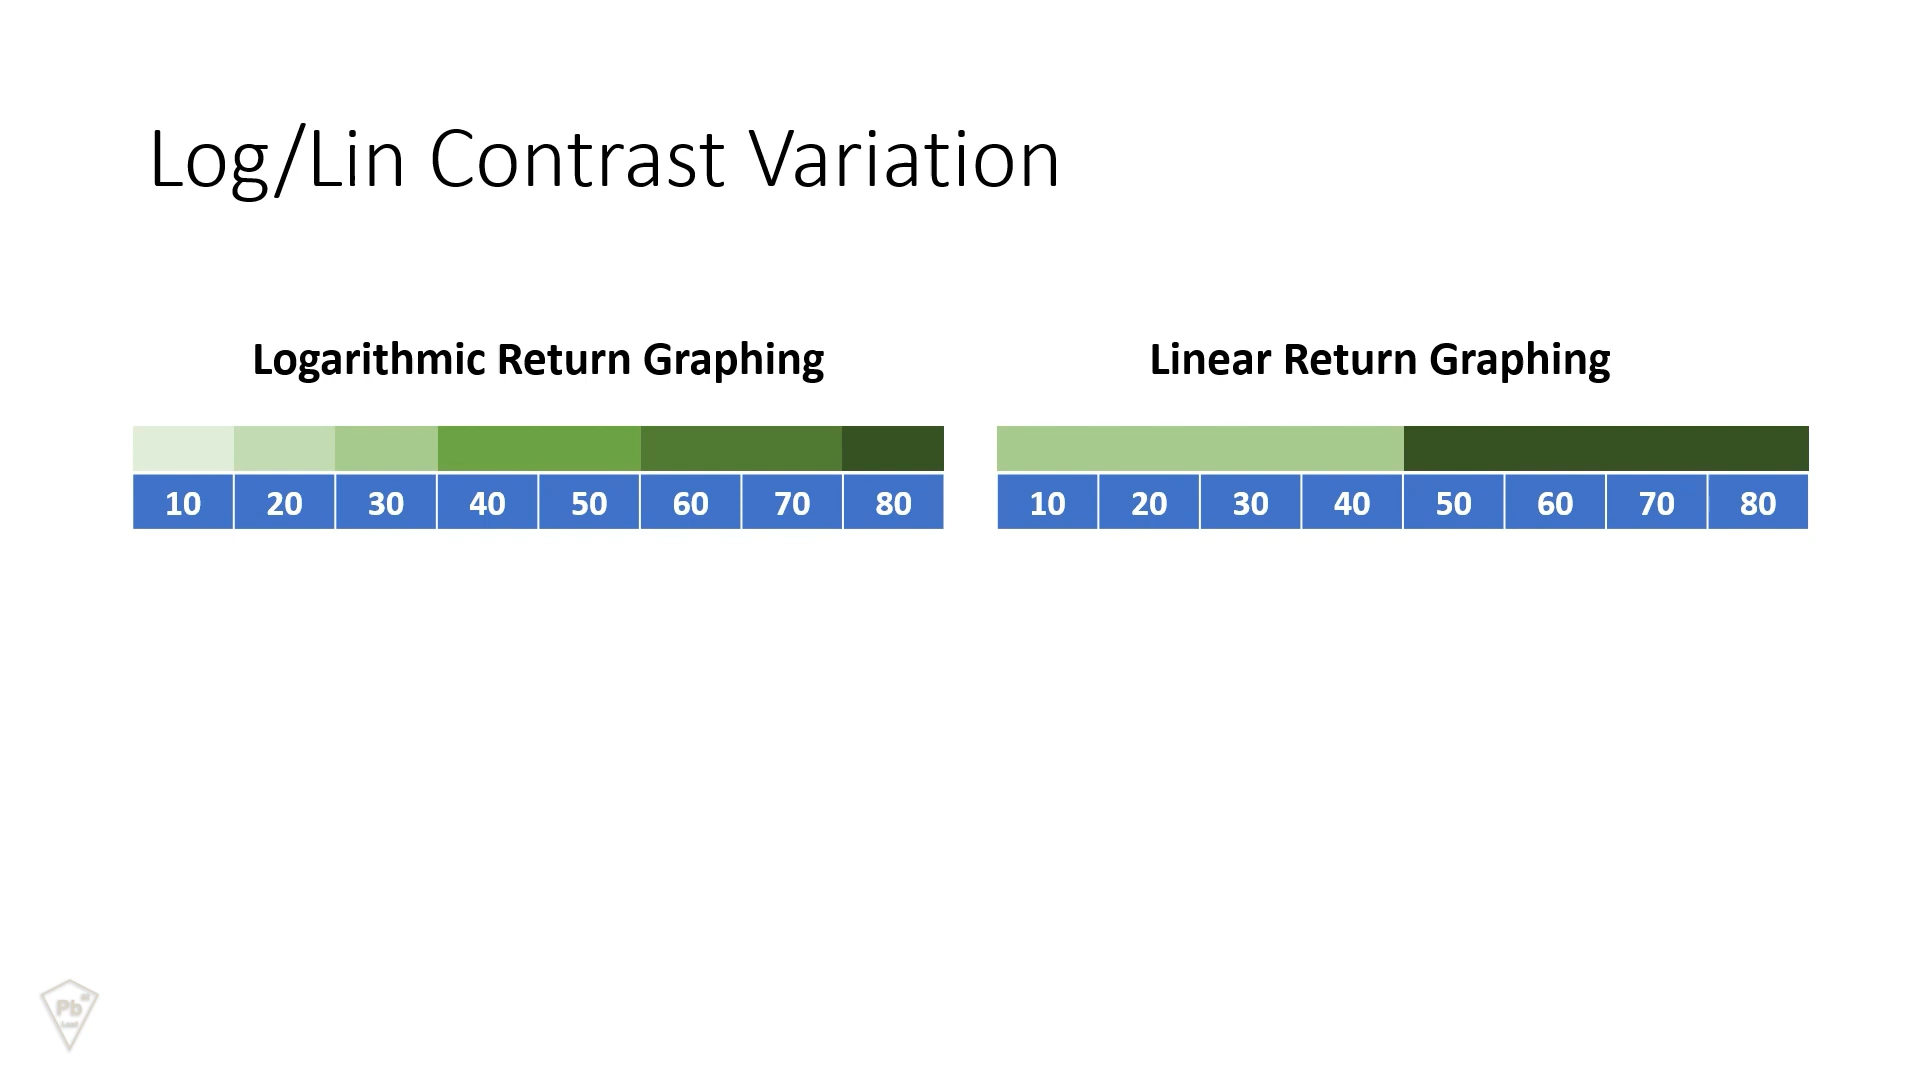 Log/Lin Contrast Variation
Logarithmic Return Graphing
10 20 30 40 50 60 70 80
Linear Return Graphing
10 20 30 40 50 60 70 80
Pb